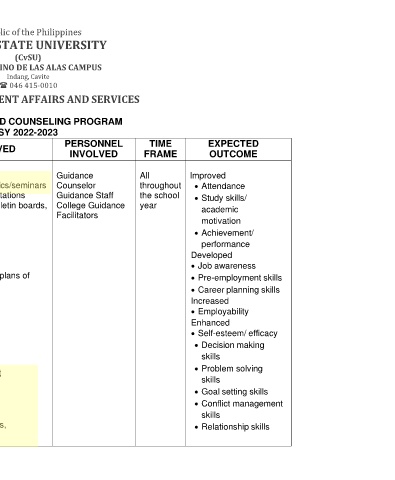 lic of the Philippines
STATE UNIVERSITY
(CvSU)
INO DE LAS ALAS CAMPUS
Indang, Cavite
☎ 046 415-0010
ENT AFFAIRS AND SERVICES
D COUNSELING PROGRAM
SY 2022-2023
VED
PERSONNEL INVOLVED
TIME FRAME
EXPECTED OUTCOME
ics/seminars
tations
letin boards,
plans of
s,
Guidance
Counselor
Guidance Staff
College Guidance
Facilitators
All
throughout
the school
year
Improved
• Attendance
• Study skills/
academic
motivation
• Achievement/
performance
Developed
• Job awareness
• Pre-employment skills
• Career planning skills
Increased
• Employability
Enhanced
• Self-esteem/ efficacy
• Decision making
skills
• Problem solving
skills
• Goal setting skills
• Conflict management
skills
• Relationship skills